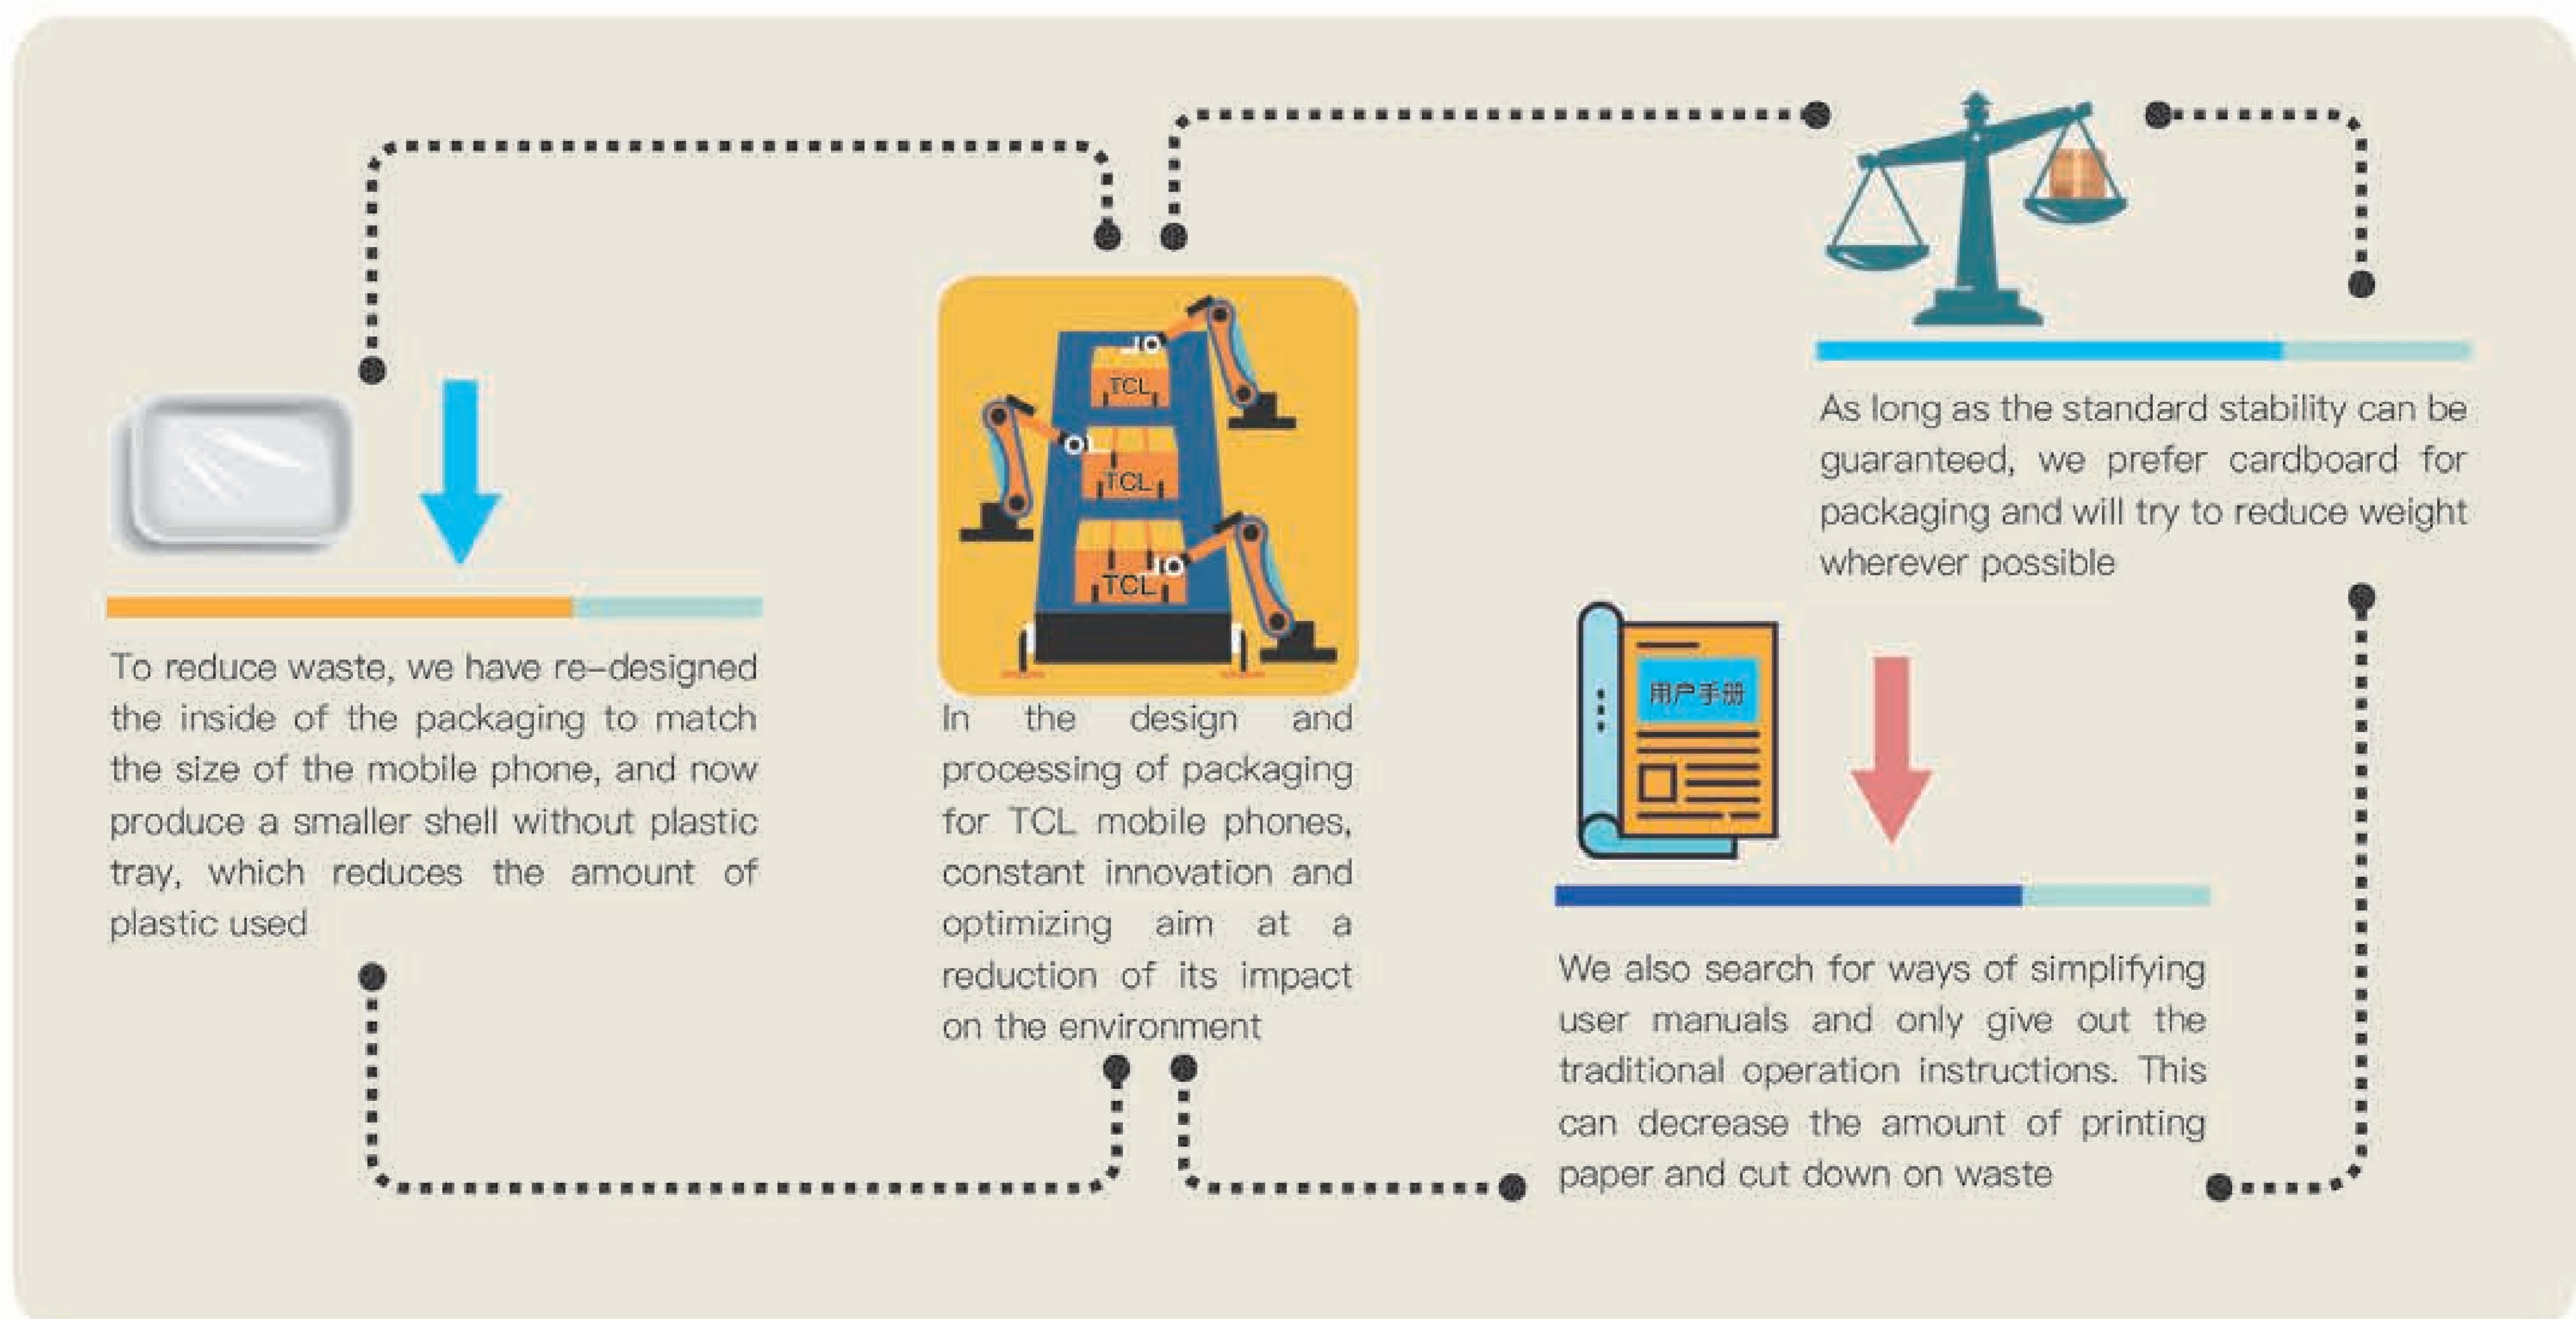 To reduce waste, we have re-designed
the inside of the packaging to match
the size of the mobile phone, and now
produce a smaller shell without plastic
tray, which reduces the amount of
plastic used
TCL
TCL
TCL
In the design and
processing of packaging
for TCL mobile phones,
constant innovation and
optimizing aim at a
reduction of its impact
on the environment
As long as the standard stability can be
guaranteed, we prefer cardboard for
packaging and will try to reduce weight
wherever possible
用户手册
We also search for ways of simplifying
user manuals and only give out the
traditional operation instructions. This
can decrease the amount of printing
paper and cut down on waste